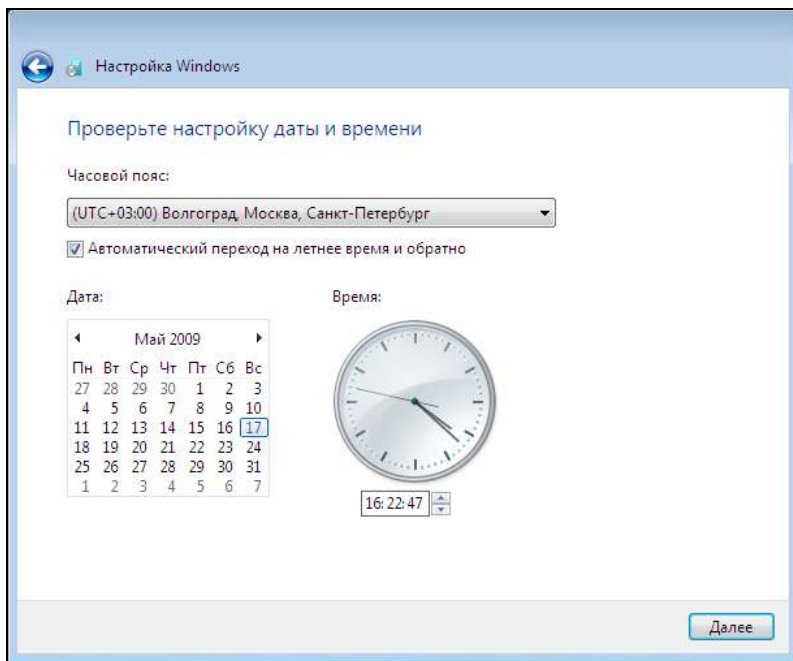 Настройка Windows
Проверьте настройку даты и времени
Часовой пояс:
(UTC+03:00) Волгоград, Москва, Санкт-Петербург
Автоматический переход на летнее время и обратно
Дата:
Время:
Май 2009
Пн Вт Ср Чт Пт Сб Вс
27 28 29 30 1 2 3
4 5 6 7 8 9 10
11 12 13 14 15 16 17
18 19 20 21 22 23 24
25 26 27 28 29 30 31
1 2 3 4 5 6 7
16:22:47
Далее